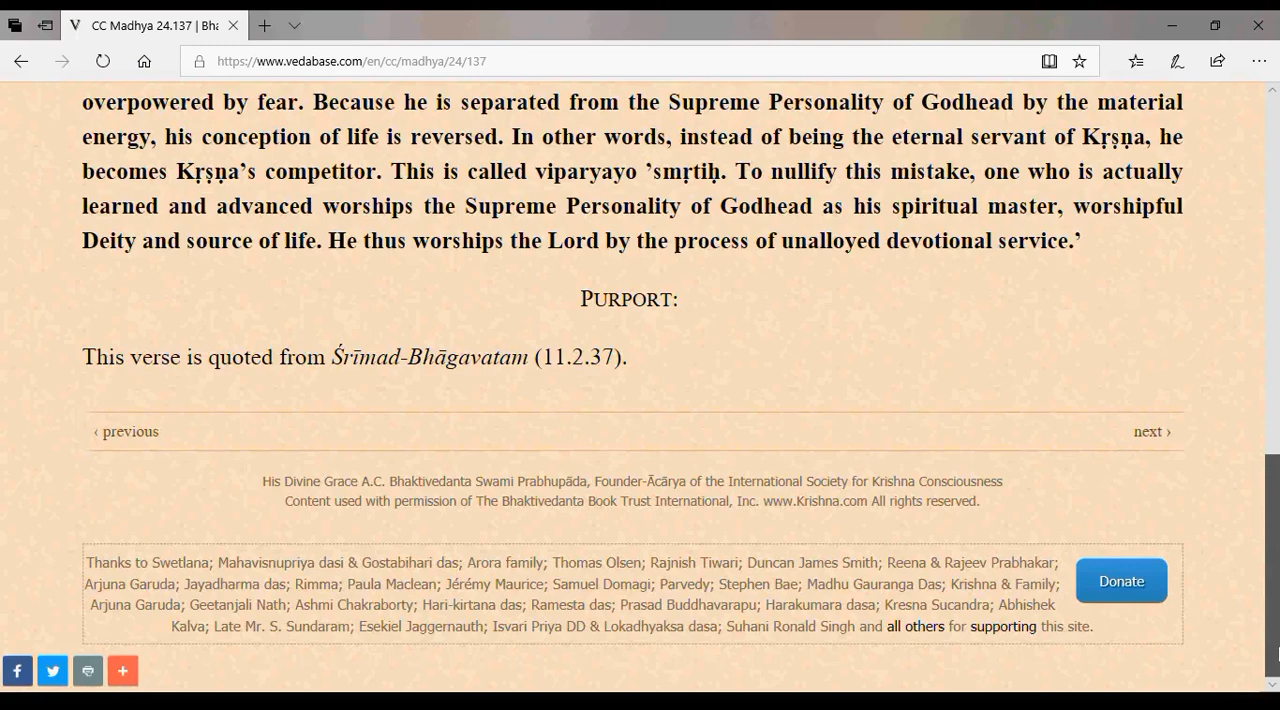 V CC Madhya 24.137 | Bha
https://www.vedabase.com/en/cc/madhya/24/137
overpowered by fear. Because he is separated from the Supreme Personality of Godhead by the material
energy, his conception of life is reversed. In other words, instead of being the eternal servant of Kṛṣṇa, he
becomes Kṛṣṇa’s competitor. This is called viparyayo ’smṛtiḥ. To nullify this mistake, one who is actually
learned and advanced worships the Supreme Personality of Godhead as his spiritual master, worshipful
Deity and source of life. He thus worships the Lord by the process of unalloyed devotional service.’
PURPORT:
This verse is quoted from Śrīmad-Bhāgavatam (11.2.37).
‹ previous
next ›
His Divine Grace A.C. Bhaktivedanta Swami Prabhupāda, Founder-Ācārya of the International Society for Krishna Consciousness
Content used with permission of The Bhaktivedanta Book Trust International, Inc. www.Krishna.com All rights reserved.
Thanks to Swetlana; Mahavisnupriya dasi & Gostabihari das; Arora family; Thomas Olsen; Rajnish Tiwari; Duncan James Smith; Reena & Rajeev Prabhakar;
Arjuna Garuda; Jayadharma das; Rimma; Paula Maclean; Jérémy Maurice; Samuel Domagi; Parvedy; Stephen Bae; Madhu Gauranga Das; Krishna & Family;
Arjuna Garuda; Geetanjali Nath; Ashmi Chakraborty; Hari-kirtana das; Ramesta das; Prasad Buddhavarapu; Harakumara dasa; Kresna Sucandra; Abhishek
Kalva; Late Mr. S. Sundaram; Esekiel Jaggernauth; Isvari Priya DD & Lokadhyaksa dasa; Suhani Ronald Singh and all others for supporting this site.
Donate